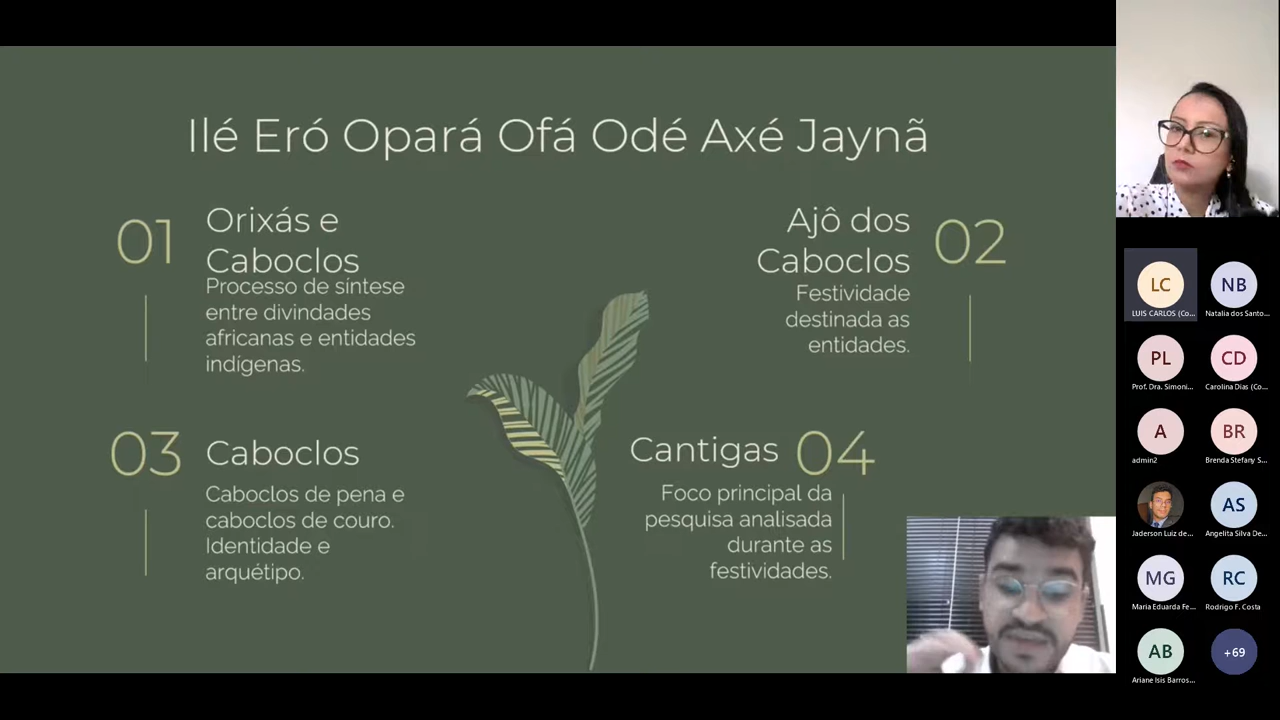 Ilé Eró Opará Ofá Odé Axé Jaynã
01
Orixás e
Caboclos
Processo de síntese
entre divindades
africanas e entidades
indígenas.
Ajô dos
Caboclos
02
Festividade
destinada as
entidades.
03
Caboclos
Caboclos de pena e
caboclos de couro.
Identidade e
arquétipo.
Cantigas
04
Foco principal da
pesquisa analisada
durante as
festividades.
LC
LUIS CARLOS (Co...
NB
Natalia dos Santo...
PL
Prof. Dra. Simoni...
CD
Carolina Dias (Co...
A
admin2
BR
Brenda Stefany S...
Jaderson Luiz de...
AS
Angelita Silva De...
MG
Maria Eduarda Fe...
RC
Rodrigo F. Costa
AB
Ariane Isis Barros...
+69